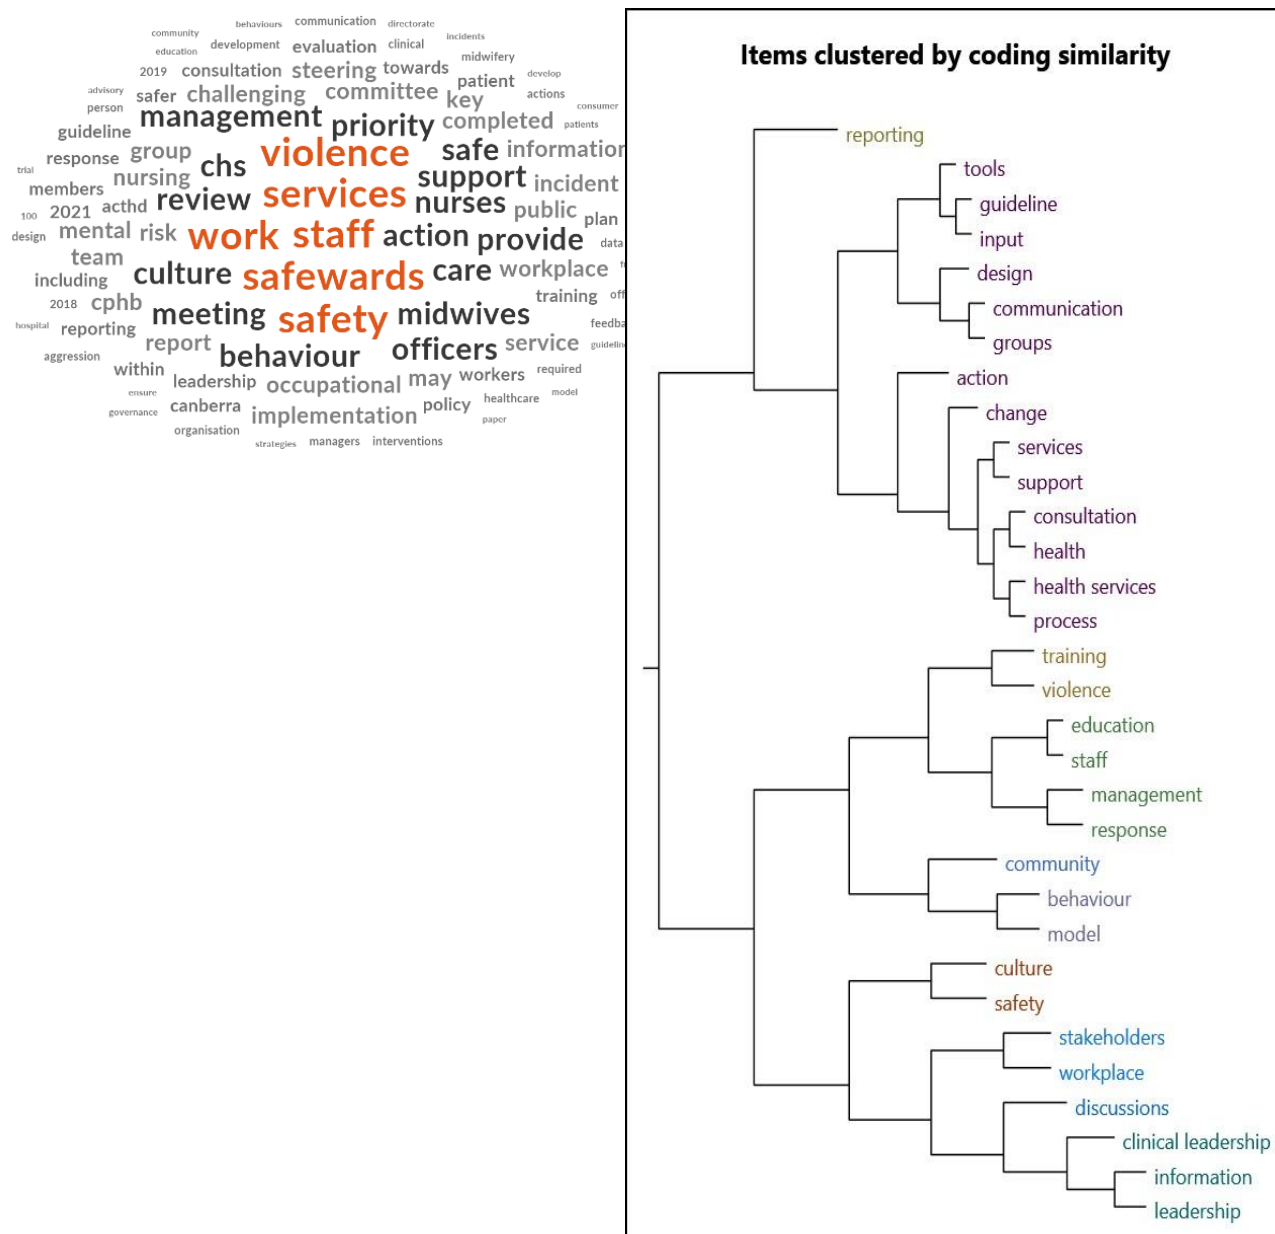 behaviours communication directorate
community incidents
education development evaluation clinical midwifery
2019 consultation steering towards develop
advisory safer challenging committee patient actions
person management priority key consumer
guideline completed patients
response group violence safe information
trial nursing chs support incident
members review services nurses public
100 2021 acthd plan
design mental risk work staff action provide data
team culture safewards care workplace
including training
2018 cphb meeting safety midwives
hospital reporting behaviour officers service
aggression report guideline
within leadership occupational may workers required
ensure canberra implementation policy healthcare model
governance paper
organisation strategies managers interventions
Items clustered by coding similarity
reporting
tools
guideline
input
design
communication
groups
action
change
services
support
consultation
health
health services
process
training
violence
education
staff
management
response
community
behaviour
model
culture
safety
stakeholders
workplace
discussions
clinical leadership
information
leadership